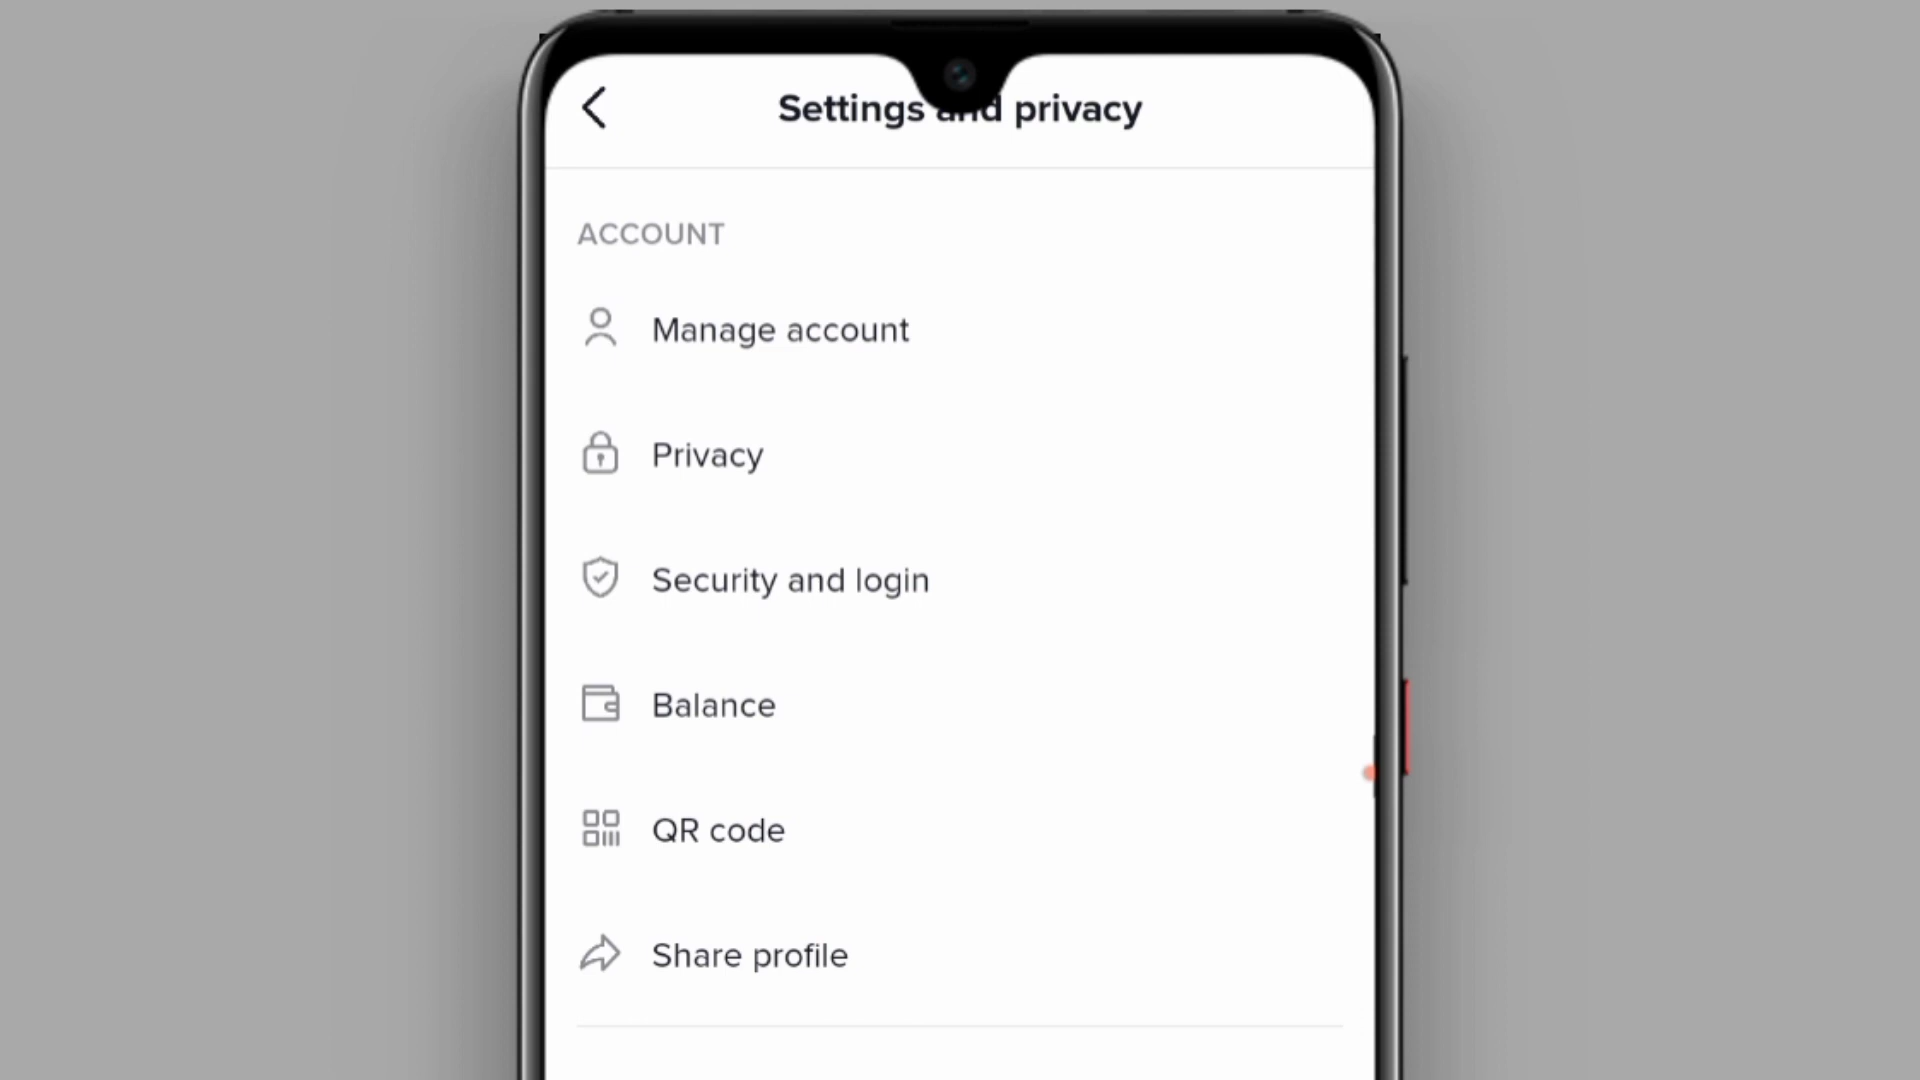 Settings and privacy
ACCOUNT
Manage account
Privacy
Security and login
Balance
QR code
Share profile